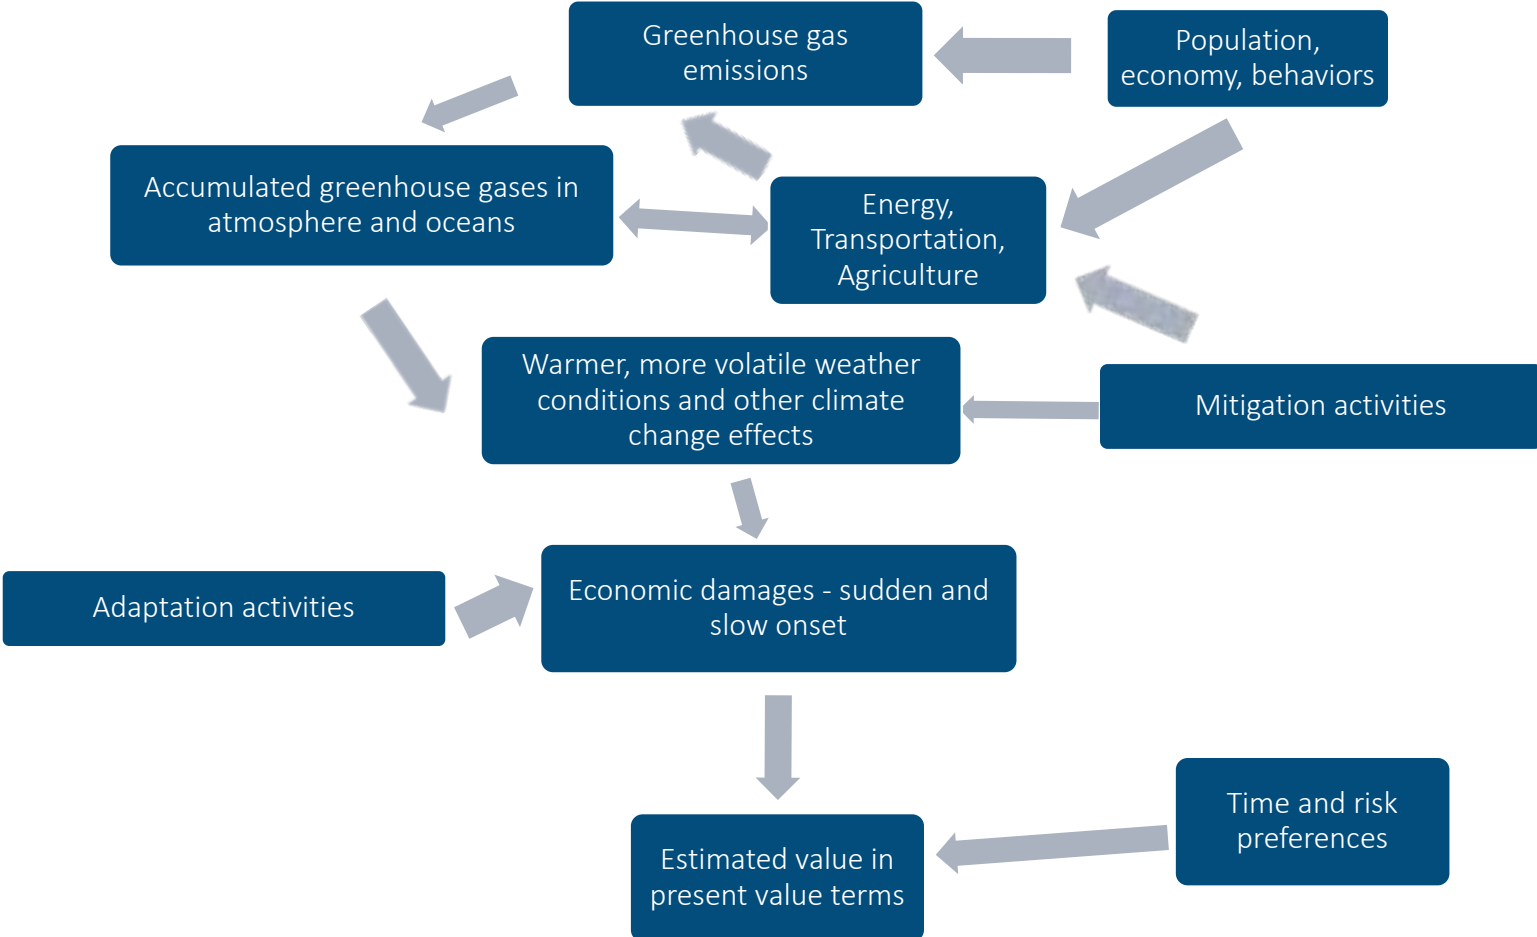 Greenhouse gas
emissions
Population,
economy, behaviors
Accumulated greenhouse gases in
atmosphere and oceans
Energy,
Transportation,
Agriculture
Warmer, more volatile weather
conditions and other climate
change effects
Mitigation activities
Adaptation activities
Economic damages - sudden and
slow onset
Time and risk
preferences
Estimated value in
present value terms